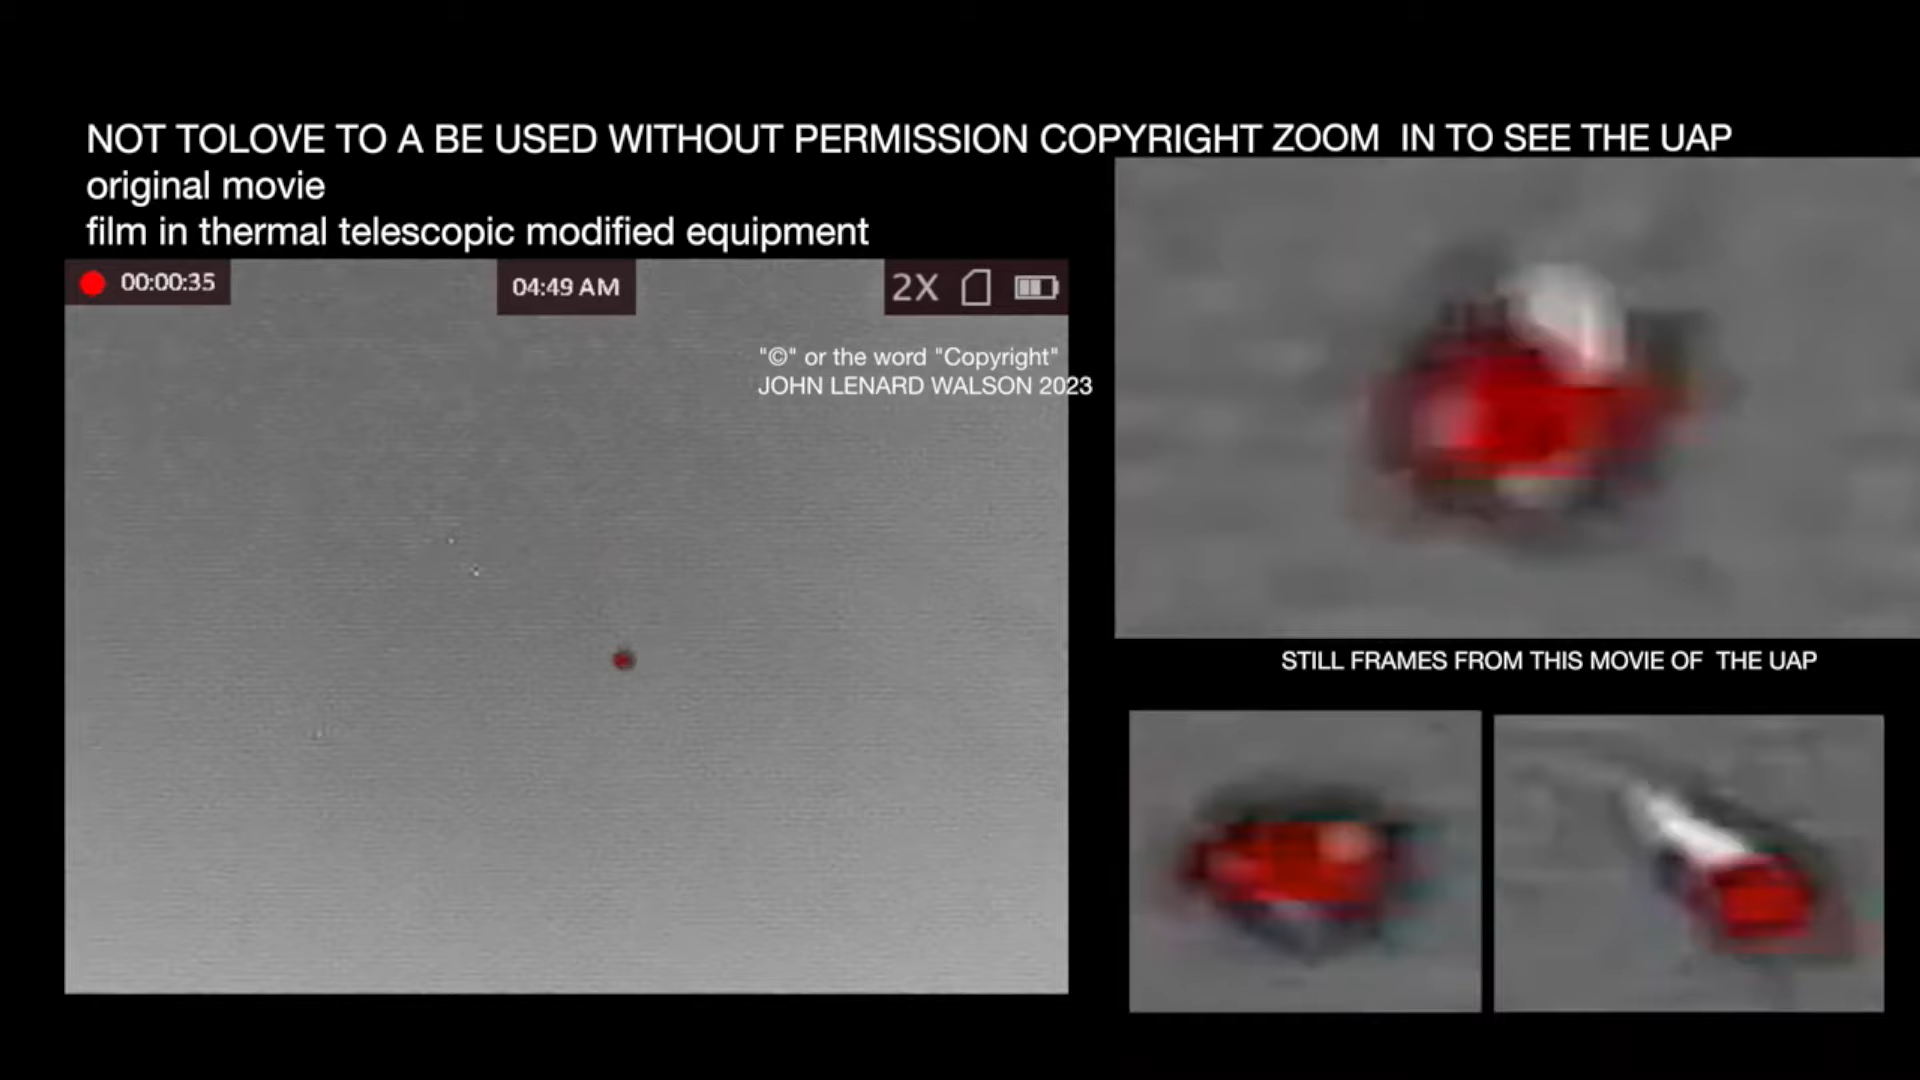 NOT TOLOVE TO A BE USED WITHOUT PERMISSION COPYRIGHT ZOOM IN TO SEE THE UAP
original movie
film in thermal telescopic modified equipment
00:00:35
04:49 AM
2X
"©" or the word "Copyright"
JOHN LENARD WALSON 2023
STILL FRAMES FROM THIS MOVIE OF THE UAP